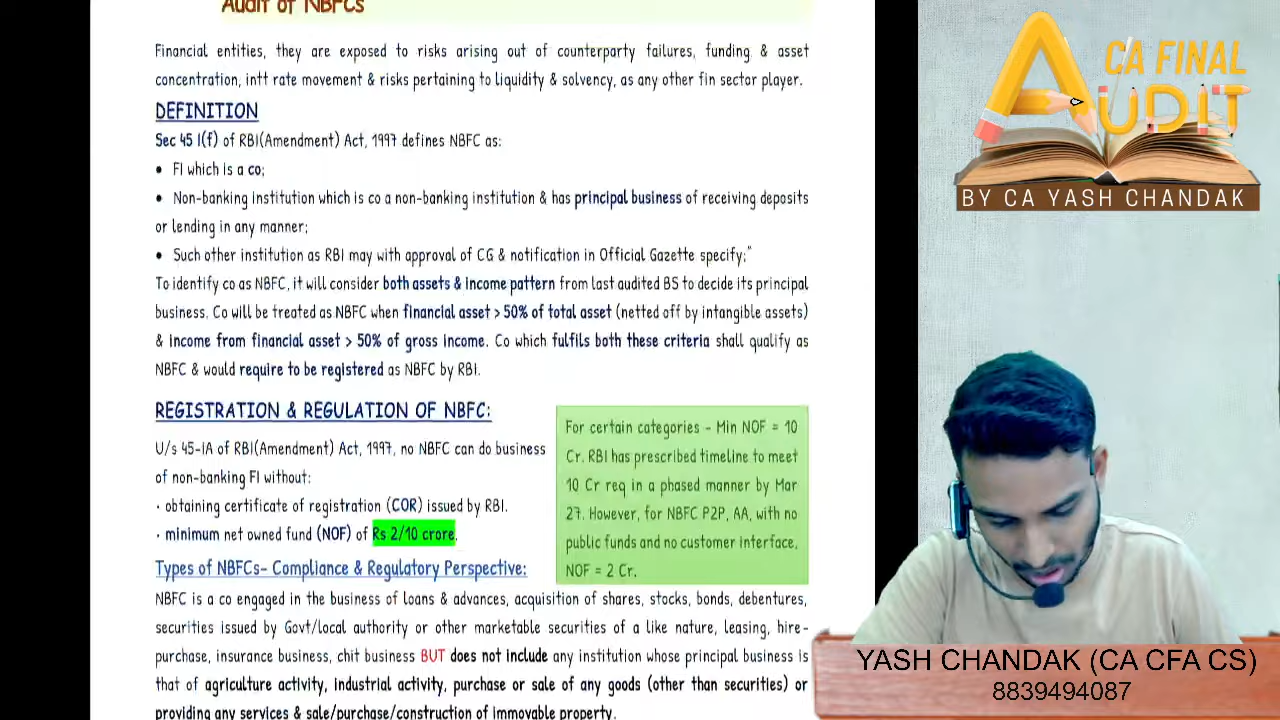 Audit of NBFCs
Financial entities, they are exposed to risks arising out of counterparty failures, funding & asset
concentration, intt rate movement & risks pertaining to liquidity & solvency, as any other fin sector player.
DEFINITION
Sec 45 I(f) of RBI(Amendment) Act, 1997 defines NBFC as:
• FI which is a co;
• Non-banking institution which is co a non-banking institution & has principal business of receiving deposits
or lending in any manner;
• Such other institution as RBI may with approval of CG & notification in Official Gazette specify;"
To identify co as NBFC, it will consider both assets & income pattern from last audited BS to decide its principal
business. Co will be treated as NBFC when financial asset > 50% of total asset (netted off by intangible assets)
& income from financial asset > 50% of gross income. Co which fulfils both these criteria shall qualify as
NBFC & would require to be registered as NBFC by RBI.
REGISTRATION & REGULATION OF NBFC:
U/s 45-IA of RBI(Amendment) Act, 1997, no NBFC can do business
of non-banking FI without:
• obtaining certificate of registration (COR) issued by RBI.
• minimum net owned fund (NOF) of Rs 2/10 crore.
For certain categories - Min NOF = 10
Cr. RBI has prescribed timeline to meet
10 Cr req in a phased manner by Mar
27. However, for NBFC P2P, AA, with no
public funds and no customer interface,
NOF = 2 Cr.
Types of NBFCs- Compliance & Regulatory Perspective:
NBFC is a co engaged in the business of loans & advances, acquisition of shares, stocks, bonds, debentures,
securities issued by Govt/local authority or other marketable securities of a like nature, leasing, hire-
purchase, insurance business, chit business BUT does not include any institution whose principal business is
that of agriculture activity, industrial activity, purchase or sale of any goods (other than securities) or
providing any services & sale/purchase/construction of immovable property.
CA FINAL
AUDIT
BY CA YASH CHANDAK
YASH CHANDAK (CA CFA CS)
8839494087